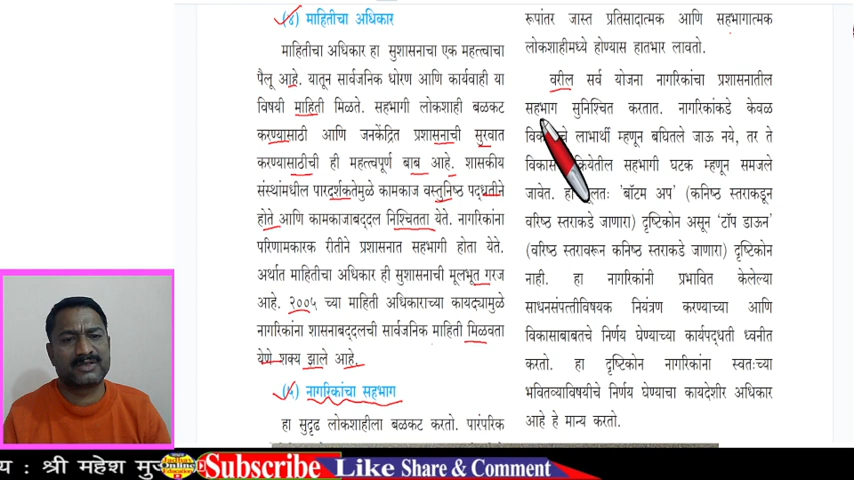 (४) माहितीचा अधिकार
माहितीचा अधिकार हा सुशासनाचा एक महत्त्वाचा
पैलू आहे. यातून सार्वजनिक धोरण आणि कार्यवाही या
विषयी माहिती मिळते. सहभागी लोकशाही बळकट
करण्यासाठी आणि जनकेंद्रित प्रशासनाची सुरवात
करण्यासाठीची ही महत्त्वपूर्ण बाब आहे. शासकीय
संस्थांमधील पारदर्शकतेमुळे कामकाज वस्तुनिष्ठ पद्धतीने
होते आणि कामकाजाबद्दल निश्चितता येते. नागरिकांना
परिणामकारक रीतीने प्रशासनात सहभागी होता येते.
अर्थात माहितीचा अधिकार ही सुशासनाची मूलभूत गरज
आहे. २००५ च्या माहिती अधिकाराच्या कायद्यामुळे
नागरिकांना शासनाबद्दलची सार्वजनिक माहिती मिळवता
येणे शक्य झाले आहे.
(५) नागरिकांचा सहभाग
हा सुदृढ लोकशाहीला बळकट करतो. पारंपरिक
रूपांतर जास्त प्रतिसादात्मक आणि सहभागात्मक
लोकशाहीमध्ये होण्यास हातभार लावतो.
वरील सर्व योजना नागरिकांचा प्रशासनातील
सहभाग सुनिश्चित करतात. नागरिकांकडे केवळ
लाभार्थी म्हणून बघितले जाऊ नये, तर ते
विकास सहभागी घटक म्हणून समजले
जावेत. हा मूलतः 'बॉटम अप' (कनिष्ठ स्तराकडून
वरिष्ठ स्तराकडे जाणारा) दृष्टिकोन असून 'टॉप डाऊन'
(वरिष्ठ स्तरावरून कनिष्ठ स्तराकडे जाणारा) दृष्टिकोन
नाही. हा नागरिकांनी प्रभावित केलेल्या
साधनसंपत्तीविषयक नियंत्रण करण्याच्या आणि
विकासाबाबतचे निर्णय घेण्याच्या कार्यपद्धती ध्वनीत
करतो. हा दृष्टिकोन नागरिकांना स्वतःच्या
भवितव्याविषयीचे निर्णय घेण्याचा कायदेशीर अधिकार
आहे हे मान्य करतो.
य : श्री महेश Jadhav Online Education Subscribe Like Share & Comment